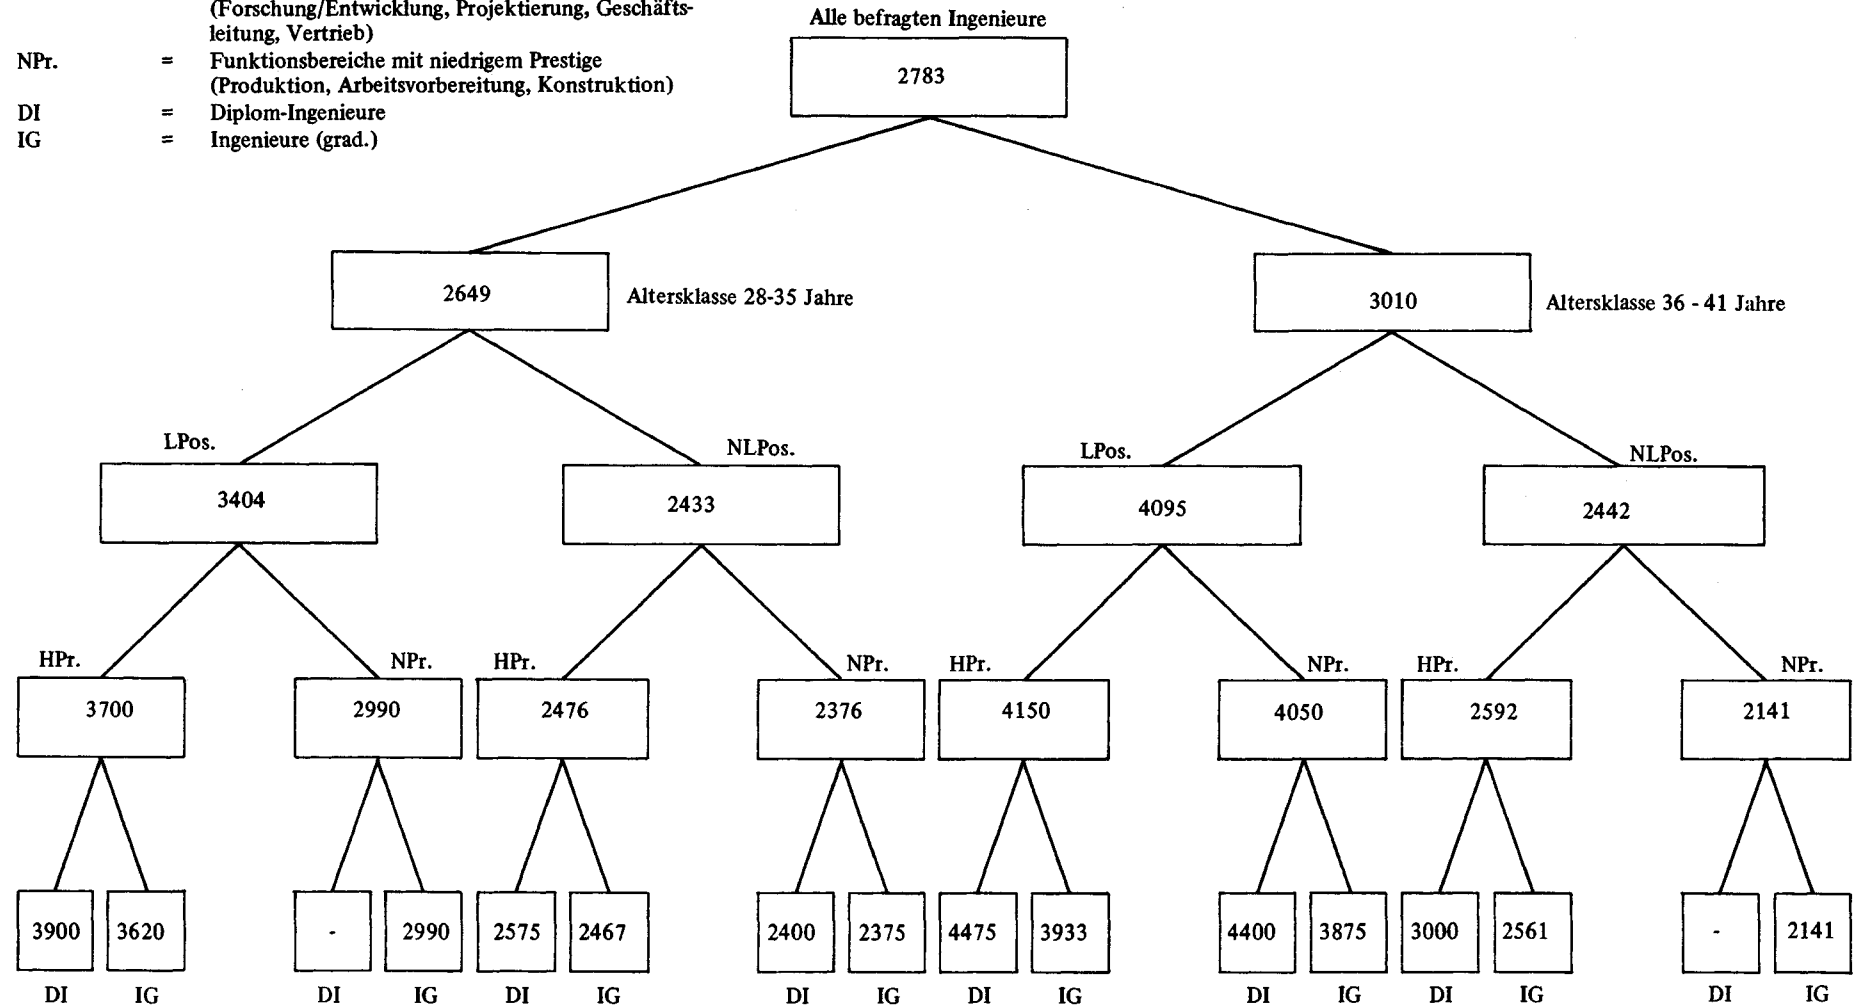 (Forschung/Entwicklung, Projektierung, Geschäfts-
leitung, Vertrieb)
NPr. = Funktionsbereiche mit niedrigem Prestige
(Produktion, Arbeitsvorbereitung, Konstruktion)
DI = Diplom-Ingenieure
IG = Ingenieure (grad.)
Alle befragten Ingenieure
2783
2649 Altersklasse 28-35 Jahre 3010 Altersklasse 36 - 41 Jahre
LPos. NLPos. LPos. NLPos.
3404 2433 4095 2442
HPr. NPr. HPr. NPr. HPr. NPr. HPr. NPr.
3700 2990 2476 2376 4150 4050 2592 2141
3900 3620 - 2990 2575 2467 2400 2375 4475 3933 4400 3875 3000 2561 - 2141
DI IG DI IG DI IG DI IG DI IG DI IG DI IG DI IG